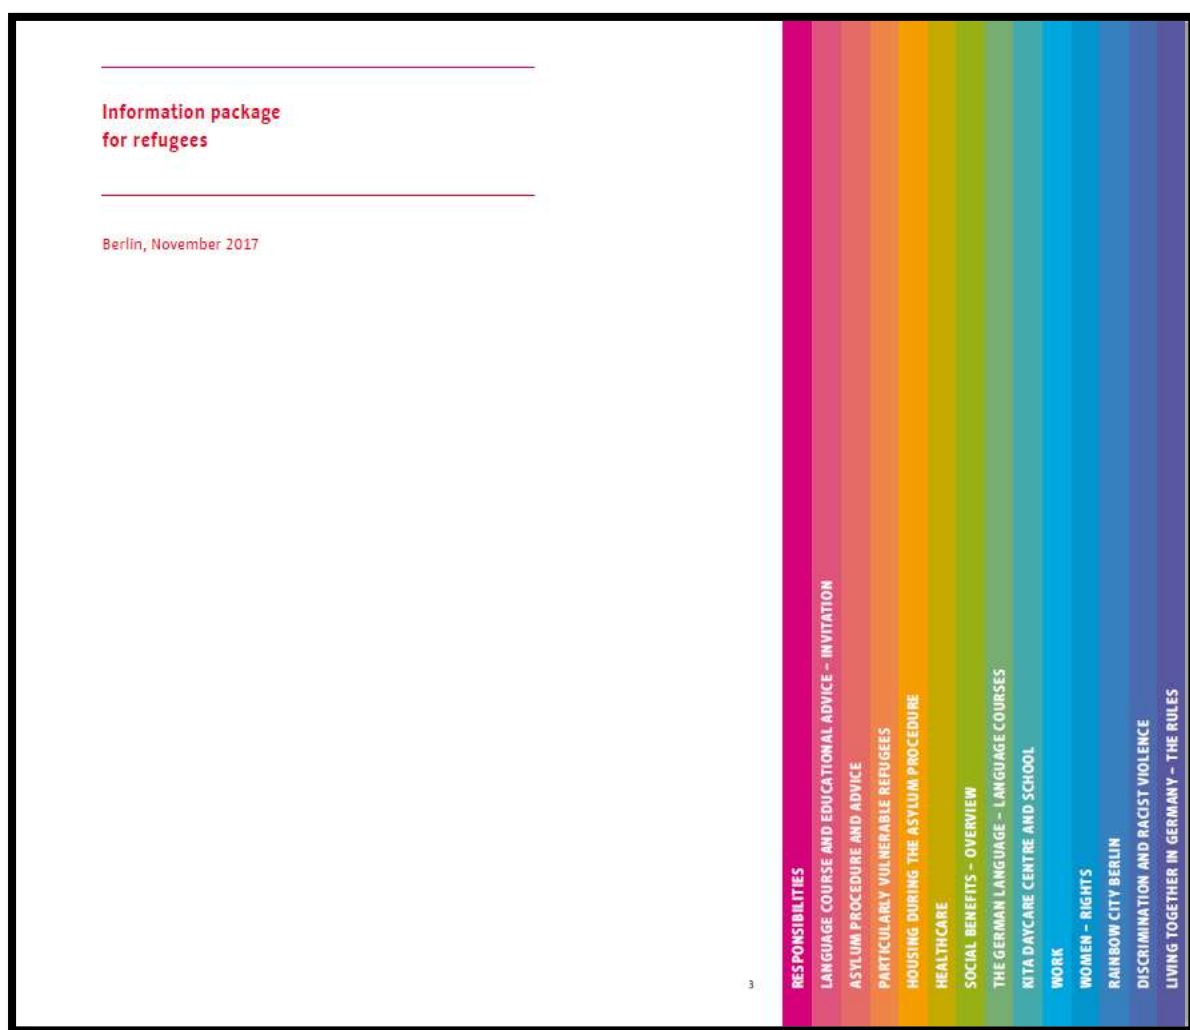 Information package
for refugees
Berlin, November 2017
3
RESPONSIBILITIES
LANGUAGE COURSE AND EDUCATIONAL ADVICE – INVITATION
ASYLUM PROCEDURE AND ADVICE
PARTICULARLY VULNERABLE REFUGEES
HOUSING DURING THE ASYLUM PROCEDURE
HEALTHCARE
SOCIAL BENEFITS – OVERVIEW
THE GERMAN LANGUAGE – LANGUAGE COURSES
KITA DAYCARE CENTRE AND SCHOOL
WORK
WOMEN – RIGHTS
RAINBOW CITY BERLIN
DISCRIMINATION AND RACIST VIOLENCE
LIVING TOGETHER IN GERMANY – THE RULES